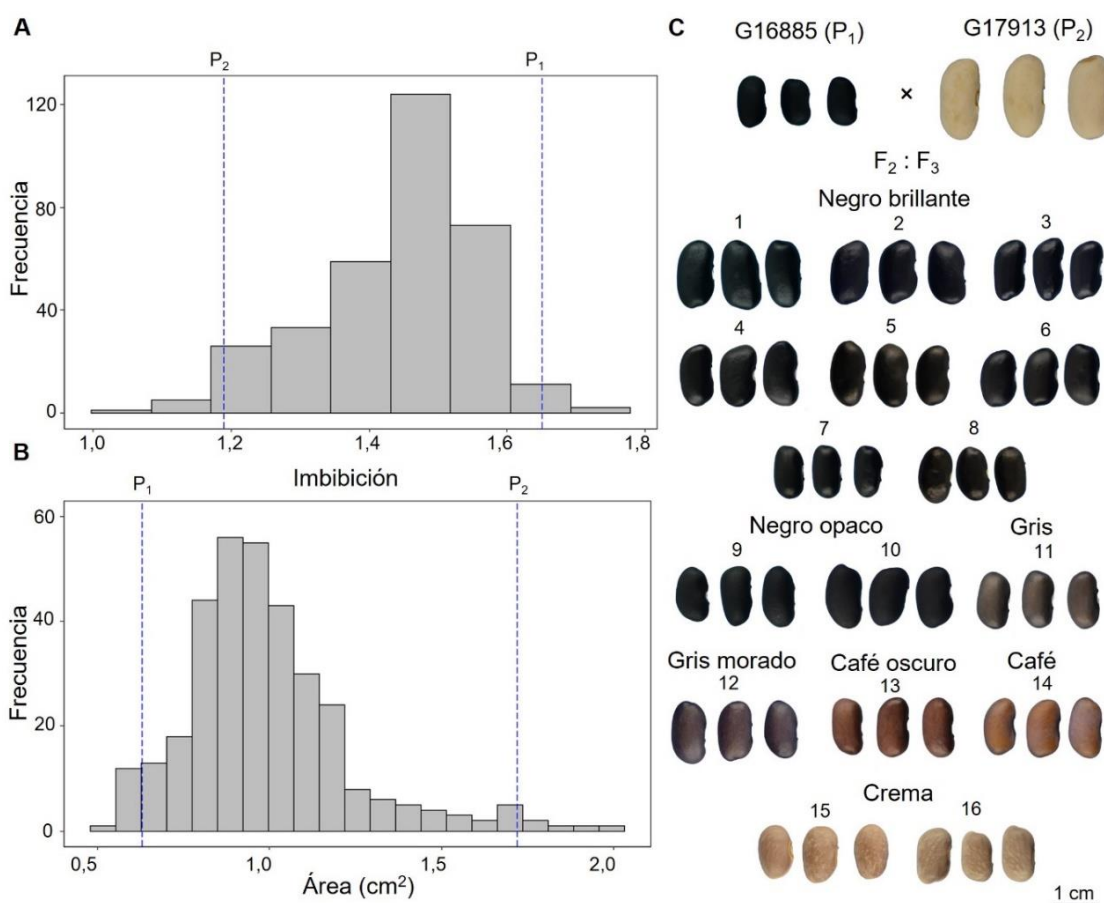 A
P2 P1
120
80
40
0
Frecuencia
1,0 1,2 1,4 1,6 1,8
Imbibición
B
P1 P2
60
40
20
0
Frecuencia
0,5 1,0 1,5 2,0
Área (cm²)
C
G16885 (P₁) G17913 (P₂)
×
F₂ : F₃
Negro brillante
1 2 3
4 5 6
7 8
Negro opaco Gris
9 10 11
Gris morado Café oscuro Café
12 13 14
Crema
15 16
1 cm